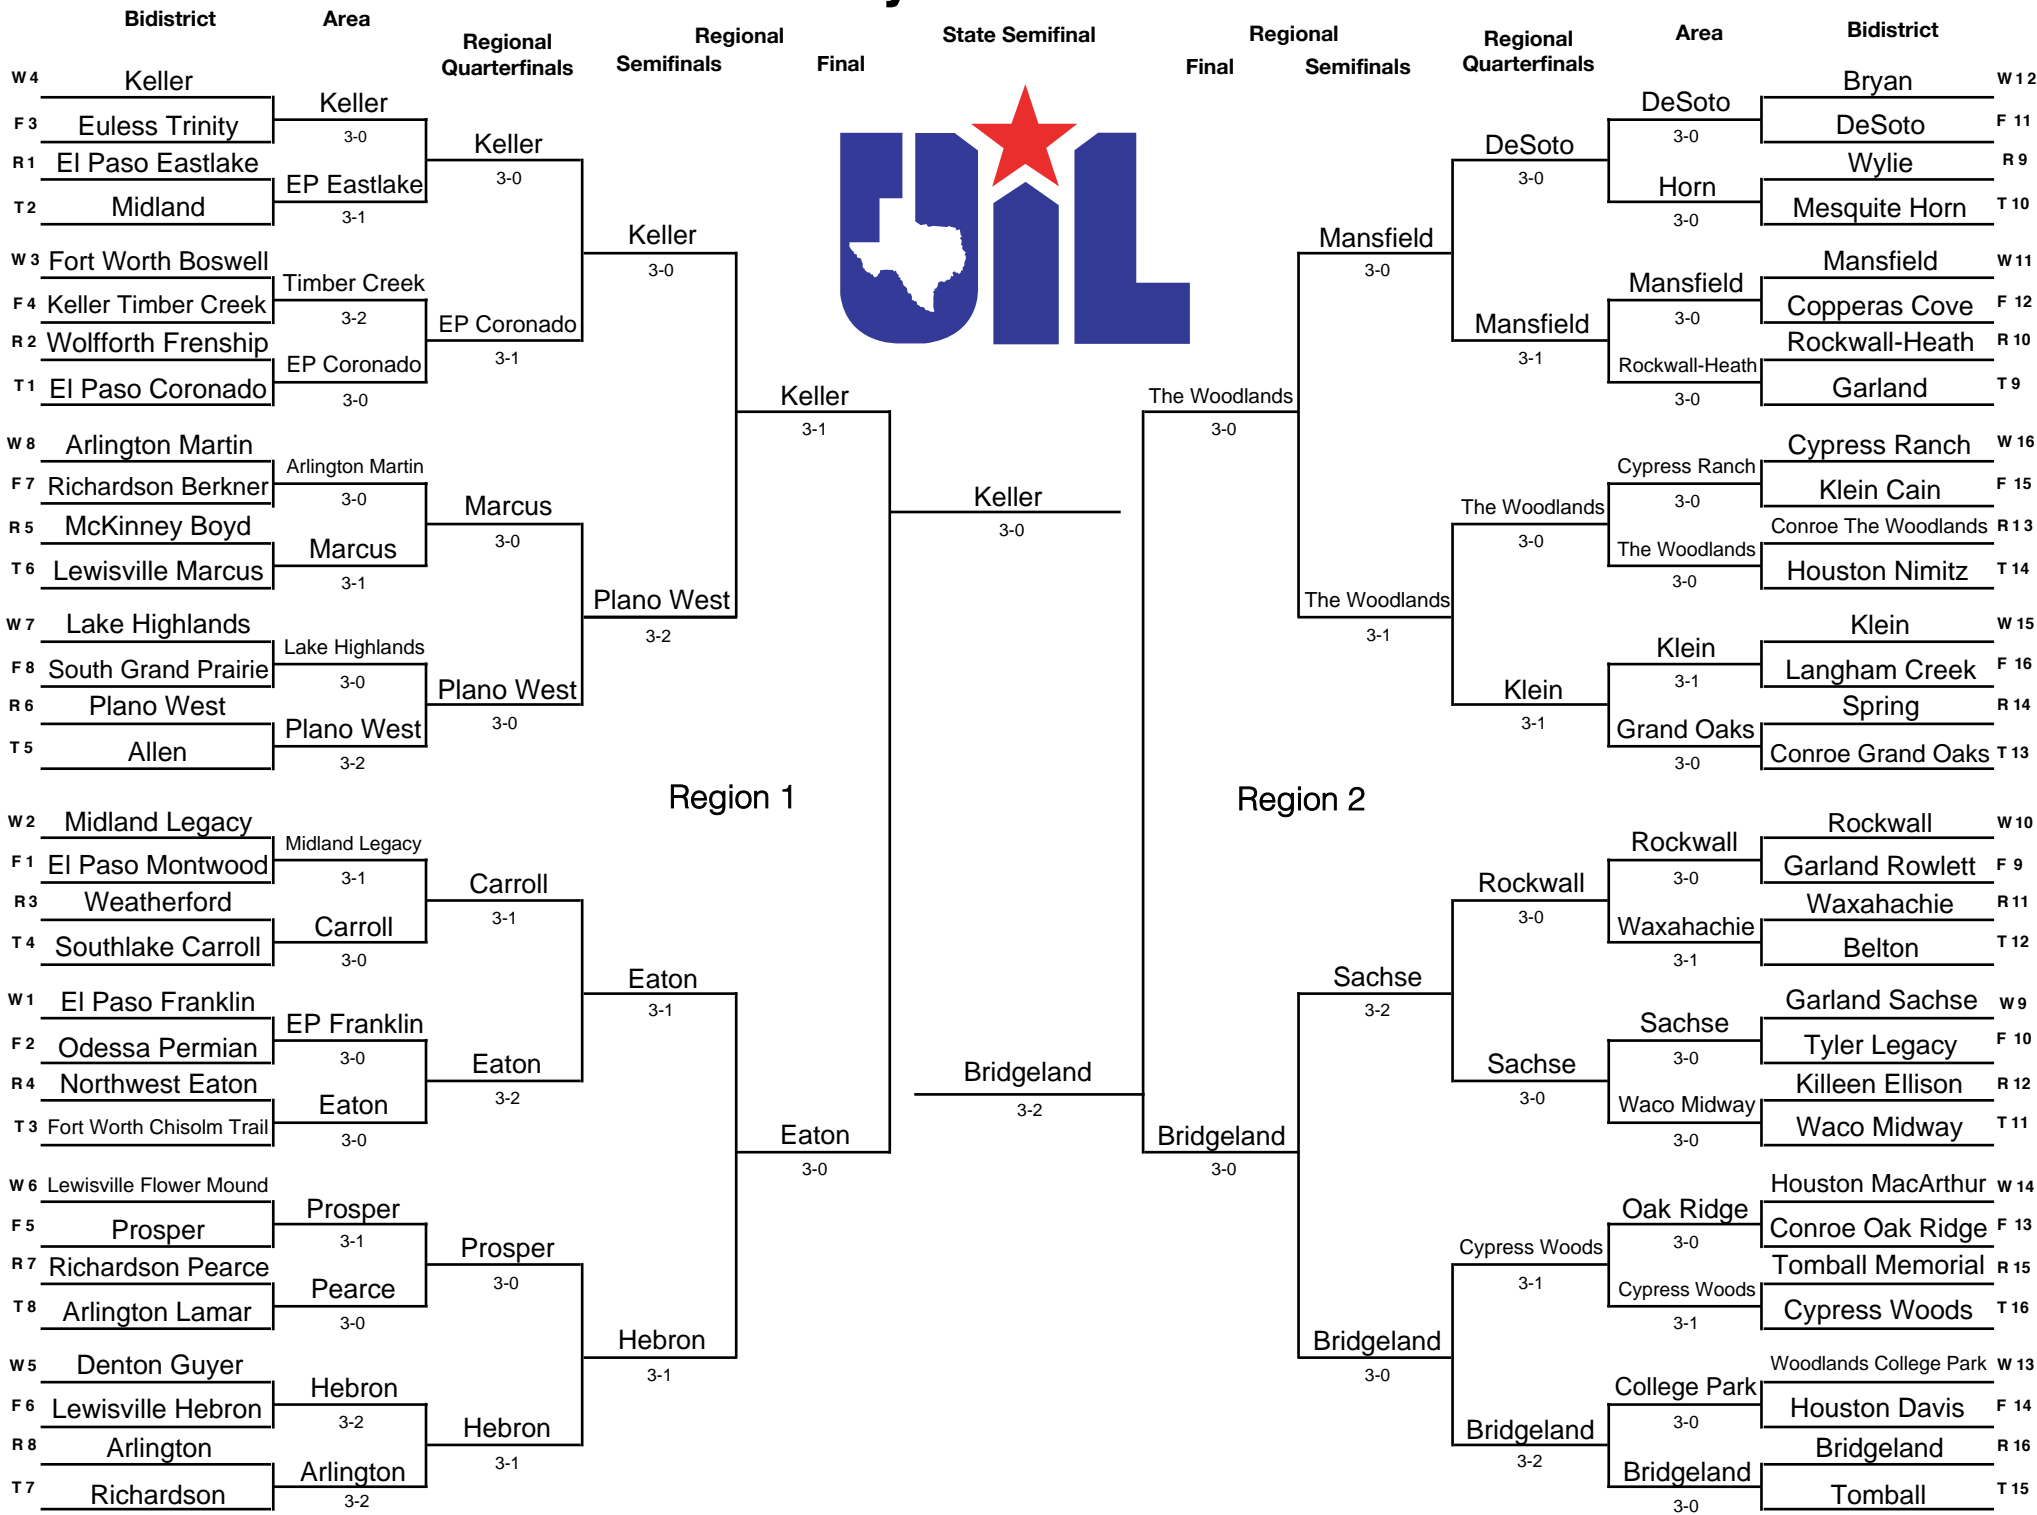 Bidistrict
Area
Regional
Quarterfinals
Regional
Semifinals
Final
State Semifinal
Regional
Final
Semifinals
Regional
Quarterfinals
Area
Bidistrict
W 4 Keller
F 3 Euless Trinity
R 1 El Paso Eastlake
T 2 Midland
W 3 Fort Worth Boswell
F 4 Keller Timber Creek
R 2 Wolfforth Frenship
T 1 El Paso Coronado
W 8 Arlington Martin
F 7 Richardson Berkner
R 5 McKinney Boyd
T 6 Lewisville Marcus
W 7 Lake Highlands
F 8 South Grand Prairie
R 6 Plano West
T 5 Allen
W 2 Midland Legacy
F 1 El Paso Montwood
R 3 Weatherford
T 4 Southlake Carroll
W 1 El Paso Franklin
F 2 Odessa Permian
R 4 Northwest Eaton
T 3 Fort Worth Chisolm Trail
W 6 Lewisville Flower Mound
F 5 Prosper
R 7 Richardson Pearce
T 8 Arlington Lamar
W 5 Denton Guyer
F 6 Lewisville Hebron
R 8 Arlington
T 7 Richardson
Keller
3-0
EP Eastlake
3-1
Timber Creek
3-2
EP Coronado
3-0
Arlington Martin
3-0
Marcus
3-1
Lake Highlands
3-0
Plano West
3-2
Midland Legacy
3-1
Carroll
3-0
EP Franklin
3-0
Eaton
3-0
Prosper
3-1
Pearce
3-0
Hebron
3-2
Arlington
3-2
Keller
3-0
EP Coronado
3-1
Marcus
3-0
Plano West
3-0
Carroll
3-1
Eaton
3-2
Prosper
3-0
Hebron
3-1
Keller
3-0
Plano West
3-2
Eaton
3-1
Hebron
3-1
Keller
3-1
Eaton
3-0
Region 1
UIL
Keller
3-0
Bridgeland
3-2
Region 2
The Woodlands
3-0
Bridgeland
3-0
Mansfield
3-0
The Woodlands
3-1
Sachse
3-2
Bridgeland
3-0
DeSoto
3-0
Mansfield
3-1
The Woodlands
3-0
Klein
3-1
Rockwall
3-0
Sachse
3-0
Cypress Woods
3-1
Bridgeland
3-2
DeSoto
3-0
Horn
3-0
Mansfield
3-0
Rockwall-Heath
3-0
Cypress Ranch
3-0
The Woodlands
3-0
Klein
3-1
Grand Oaks
3-0
Rockwall
3-0
Waxahachie
3-1
Sachse
3-0
Waco Midway
3-0
Oak Ridge
3-0
Cypress Woods
3-1
College Park
3-0
Bridgeland
3-0
Bryan W 1 2
DeSoto F 11
Wylie R 9
Mesquite Horn T 10
Mansfield W 11
Copperas Cove F 12
Rockwall-Heath R 10
Garland T 9
Cypress Ranch W 16
Klein Cain F 15
Conroe The Woodlands R 1 3
Houston Nimitz T 14
Klein W 15
Langham Creek F 16
Spring R 14
Conroe Grand Oaks T 13
Rockwall W 10
Garland Rowlett F 9
Waxahachie R 11
Belton T 12
Garland Sachse W 9
Tyler Legacy F 10
Killeen Ellison R 12
Waco Midway T 11
Houston MacArthur W 14
Conroe Oak Ridge F 13
Tomball Memorial R 15
Cypress Woods T 16
Woodlands College Park W 13
Houston Davis F 14
Bridgeland R 16
Tomball T 15